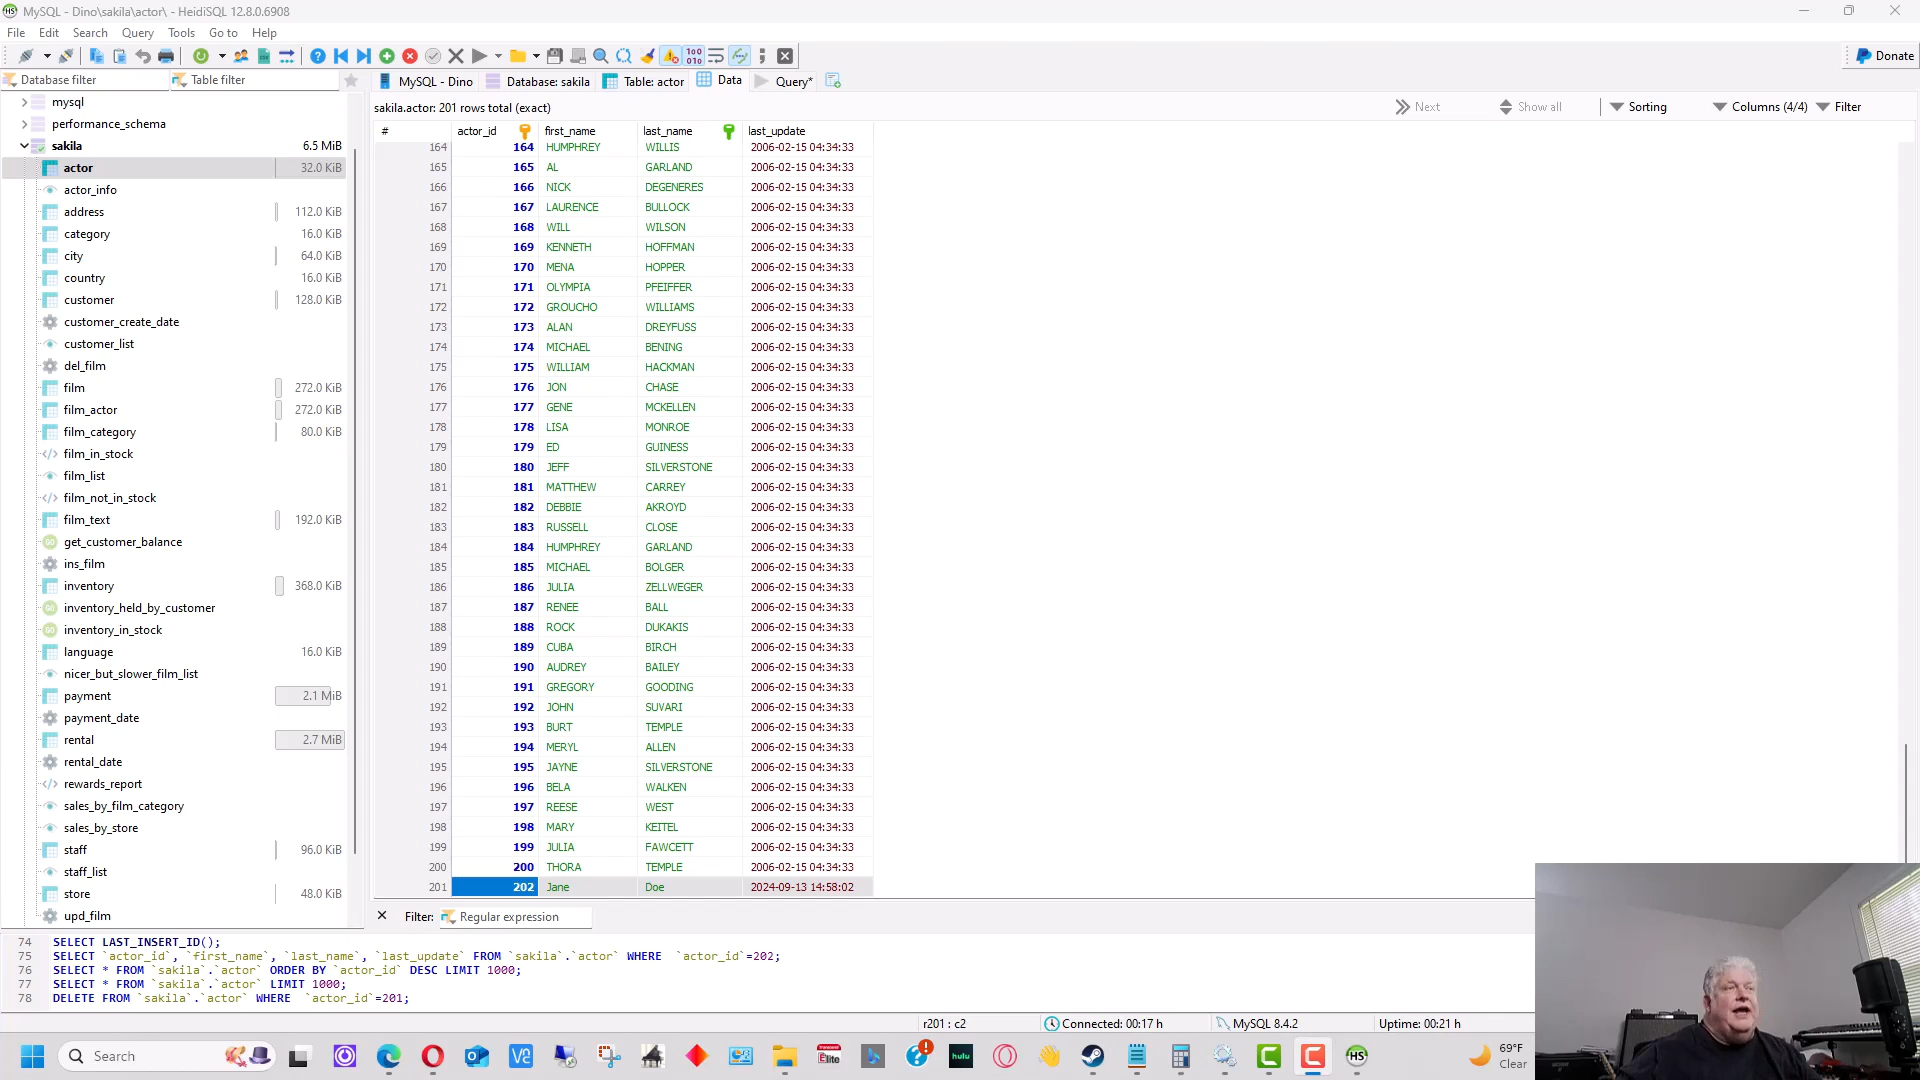 MySQL - Dino\sakila\actor\ - HeidiSQL 12.8.0.6908
File Edit Search Query Tools Go to Help
Donate
Database filter Table filter
MySQL - Dino Database: sakila Table: actor Data Query*
sakila.actor: 201 rows total (exact) Next Show all Sorting Columns (4/4) Filter
mysql
performance_schema
sakila 6.5 MiB
actor 32.0 KiB
actor_info
address 112.0 KiB
category 16.0 KiB
city 64.0 KiB
country 16.0 KiB
customer 128.0 KiB
customer_create_date
customer_list
del_film
film 272.0 KiB
film_actor 272.0 KiB
film_category 80.0 KiB
film_in_stock
film_list
film_not_in_stock
film_text 192.0 KiB
get_customer_balance
ins_film
inventory 368.0 KiB
inventory_held_by_customer
inventory_in_stock
language 16.0 KiB
nicer_but_slower_film_list
payment 2.1 MiB
payment_date
rental 2.7 MiB
rental_date
rewards_report
sales_by_film_category
sales_by_store
staff 96.0 KiB
staff_list
store 48.0 KiB
upd_film
# actor_id first_name last_name last_update
164 164 HUMPHREY WILLIS 2006-02-15 04:34:33
165 165 AL GARLAND 2006-02-15 04:34:33
166 166 NICK DEGENERES 2006-02-15 04:34:33
167 167 LAURENCE BULLOCK 2006-02-15 04:34:33
168 168 WILL WILSON 2006-02-15 04:34:33
169 169 KENNETH HOFFMAN 2006-02-15 04:34:33
170 170 MENA HOPPER 2006-02-15 04:34:33
171 171 OLYMPIA PFEIFFER 2006-02-15 04:34:33
172 172 GROUCHO WILLIAMS 2006-02-15 04:34:33
173 173 ALAN DREYFUSS 2006-02-15 04:34:33
174 174 MICHAEL BENING 2006-02-15 04:34:33
175 175 WILLIAM HACKMAN 2006-02-15 04:34:33
176 176 JON CHASE 2006-02-15 04:34:33
177 177 GENE MCKELLEN 2006-02-15 04:34:33
178 178 LISA MONROE 2006-02-15 04:34:33
179 179 ED GUINESS 2006-02-15 04:34:33
180 180 JEFF SILVERSTONE 2006-02-15 04:34:33
181 181 MATTHEW CARREY 2006-02-15 04:34:33
182 182 DEBBIE AKROYD 2006-02-15 04:34:33
183 183 RUSSELL CLOSE 2006-02-15 04:34:33
184 184 HUMPHREY GARLAND 2006-02-15 04:34:33
185 185 MICHAEL BOLGER 2006-02-15 04:34:33
186 186 JULIA ZELLWEGER 2006-02-15 04:34:33
187 187 RENEE BALL 2006-02-15 04:34:33
188 188 ROCK DUKAKIS 2006-02-15 04:34:33
189 189 CUBA BIRCH 2006-02-15 04:34:33
190 190 AUDREY BAILEY 2006-02-15 04:34:33
191 191 GREGORY GOODING 2006-02-15 04:34:33
192 192 JOHN SUVARI 2006-02-15 04:34:33
193 193 BURT TEMPLE 2006-02-15 04:34:33
194 194 MERYL ALLEN 2006-02-15 04:34:33
195 195 JAYNE SILVERSTONE 2006-02-15 04:34:33
196 196 BELA WALKEN 2006-02-15 04:34:33
197 197 REESE WEST 2006-02-15 04:34:33
198 198 MARY KEITEL 2006-02-15 04:34:33
199 199 JULIA FAWCETT 2006-02-15 04:34:33
200 200 THORA TEMPLE 2006-02-15 04:34:33
201 202 Jane Doe 2024-09-13 14:58:02
Filter: Regular expression
74 SELECT LAST_INSERT_ID();
75 SELECT `actor_id`, `first_name`, `last_name`, `last_update` FROM `sakila`.`actor` WHERE `actor_id`=202;
76 SELECT * FROM `sakila`.`actor` ORDER BY `actor_id` DESC LIMIT 1000;
77 SELECT * FROM `sakila`.`actor` LIMIT 1000;
78 DELETE FROM `sakila`.`actor` WHERE `actor_id`=201;
r201 : c2 Connected: 00:17 h MySQL 8.4.2 Uptime: 00:21 h
Search
hulu
HS
69°F
Clear